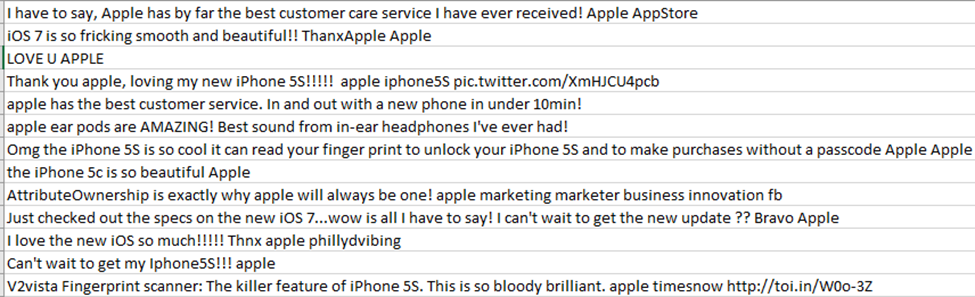 I have to say, Apple has by far the best customer care service I have ever received! Apple AppStore
iOS 7 is so fricking smooth and beautiful!! ThanxApple Apple
LOVE U APPLE
Thank you apple, loving my new iPhone 5S!!!!!  apple iphone5S pic.twitter.com/XmHJCU4pcb
apple has the best customer service. In and out with a new phone in under 10min!
apple ear pods are AMAZING! Best sound from in-ear headphones I've ever had!
Omg the iPhone 5S is so cool it can read your finger print to unlock your iPhone 5S and to make purchases without a passcode Apple Apple
the iPhone 5c is so beautiful Apple
AttributeOwnership is exactly why apple will always be one! apple marketing marketer business innovation fb
Just checked out the specs on the new iOS 7...wow is all I have to say! I can't wait to get the new update ?? Bravo Apple
I love the new iOS so much!!!!! Thnx apple phillydvibing
Can't wait to get my Iphone5S!!! apple
V2vista Fingerprint scanner: The killer feature of iPhone 5S. This is so bloody brilliant. apple timesnow http://toi.in/W0o-3Z